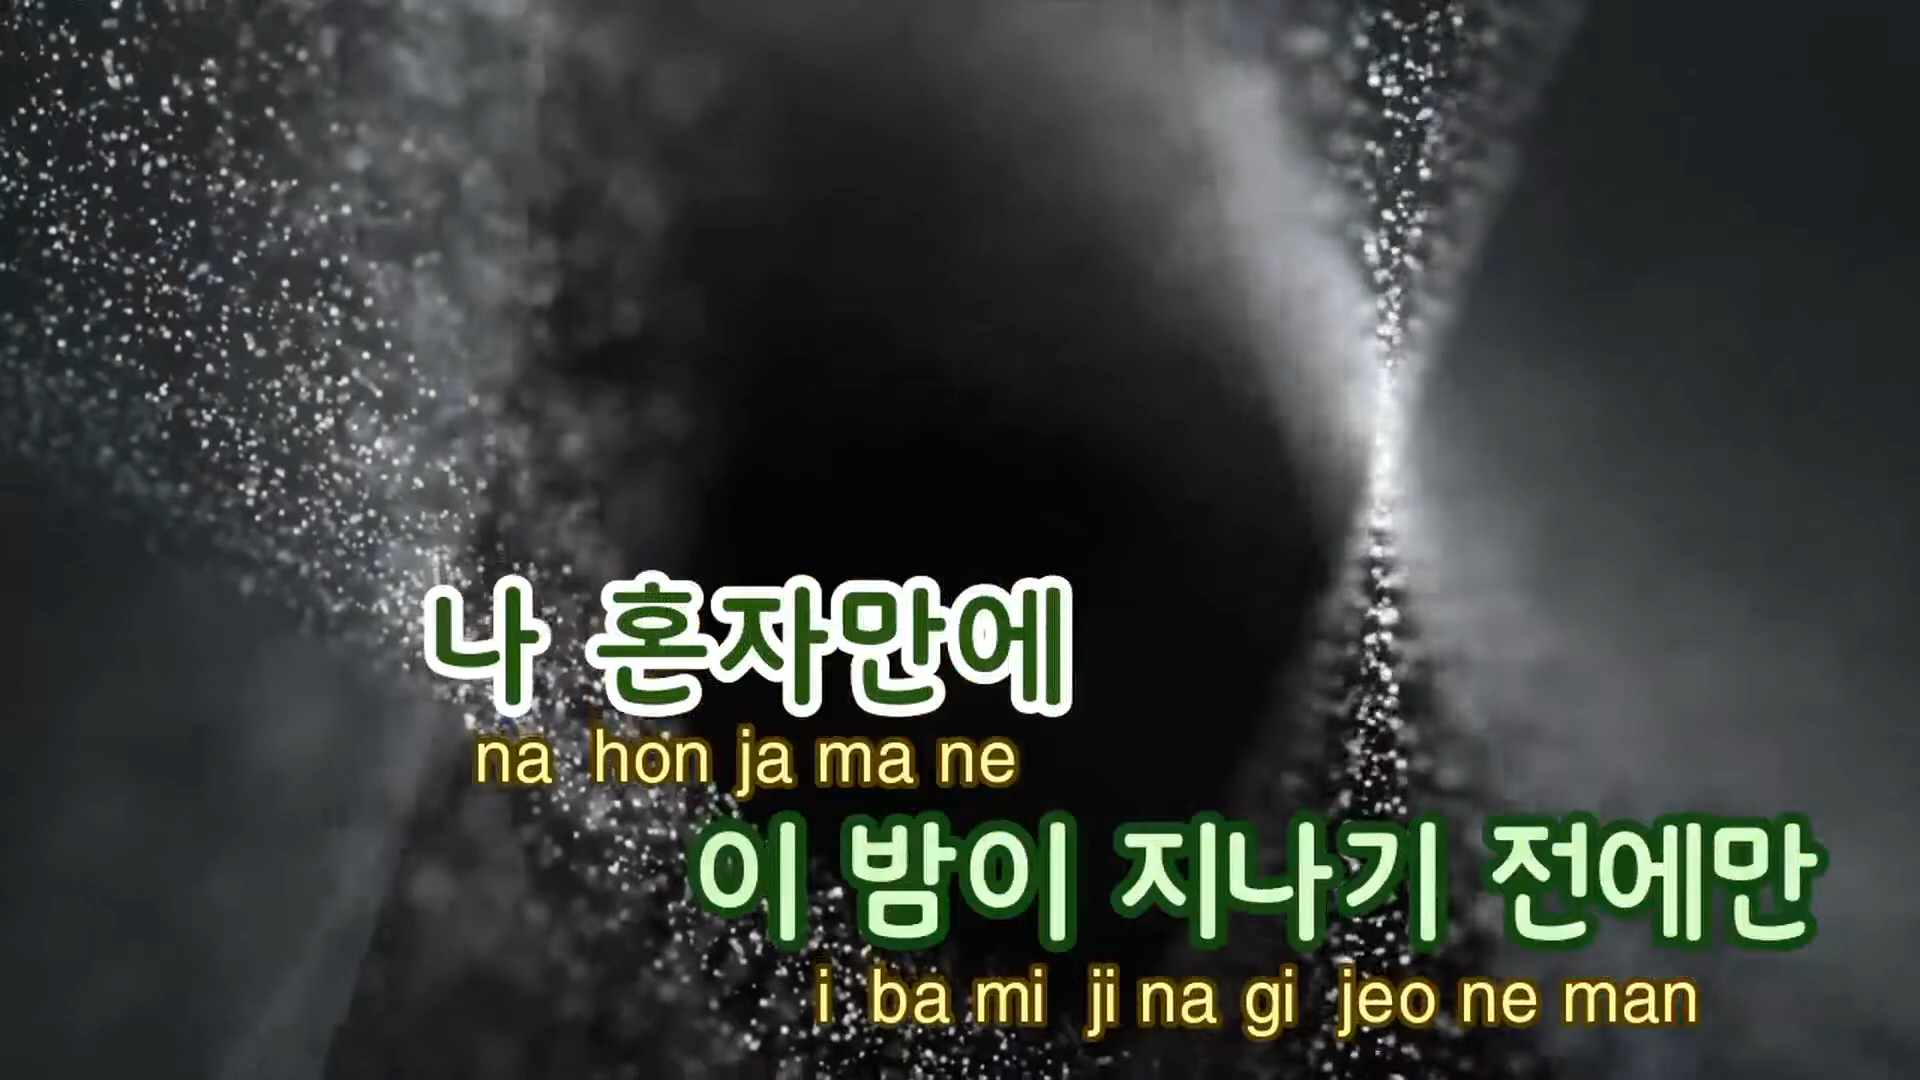 나 혼자만에
na hon ja ma ne
이 밤이 지나기 전에만
i ba mi ji na gi jeo ne man